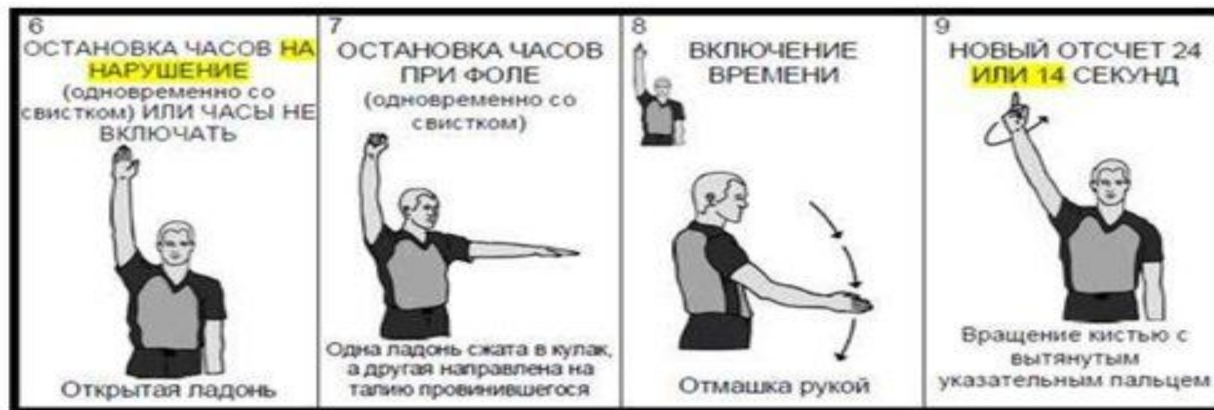 6
ОСТАНОВКА ЧАСОВ НА
НАРУШЕНИЕ
(одновременно со
свистком) ИЛИ ЧАСЫ НЕ
ВКЛЮЧАТЬ
Открытая ладонь
7
ОСТАНОВКА ЧАСОВ
ПРИ ФОЛЕ
(одновременно со
свистком)
Одна ладонь сжата в кулак,
а другая направлена на
талию провинившегося
8
ВКЛЮЧЕНИЕ
ВРЕМЕНИ
Отмашка рукой
9
НОВЫЙ ОТСЧЕТ 24
ИЛИ 14 СЕКУНД
Вращение кистью с
вытянутым
указательным пальцем